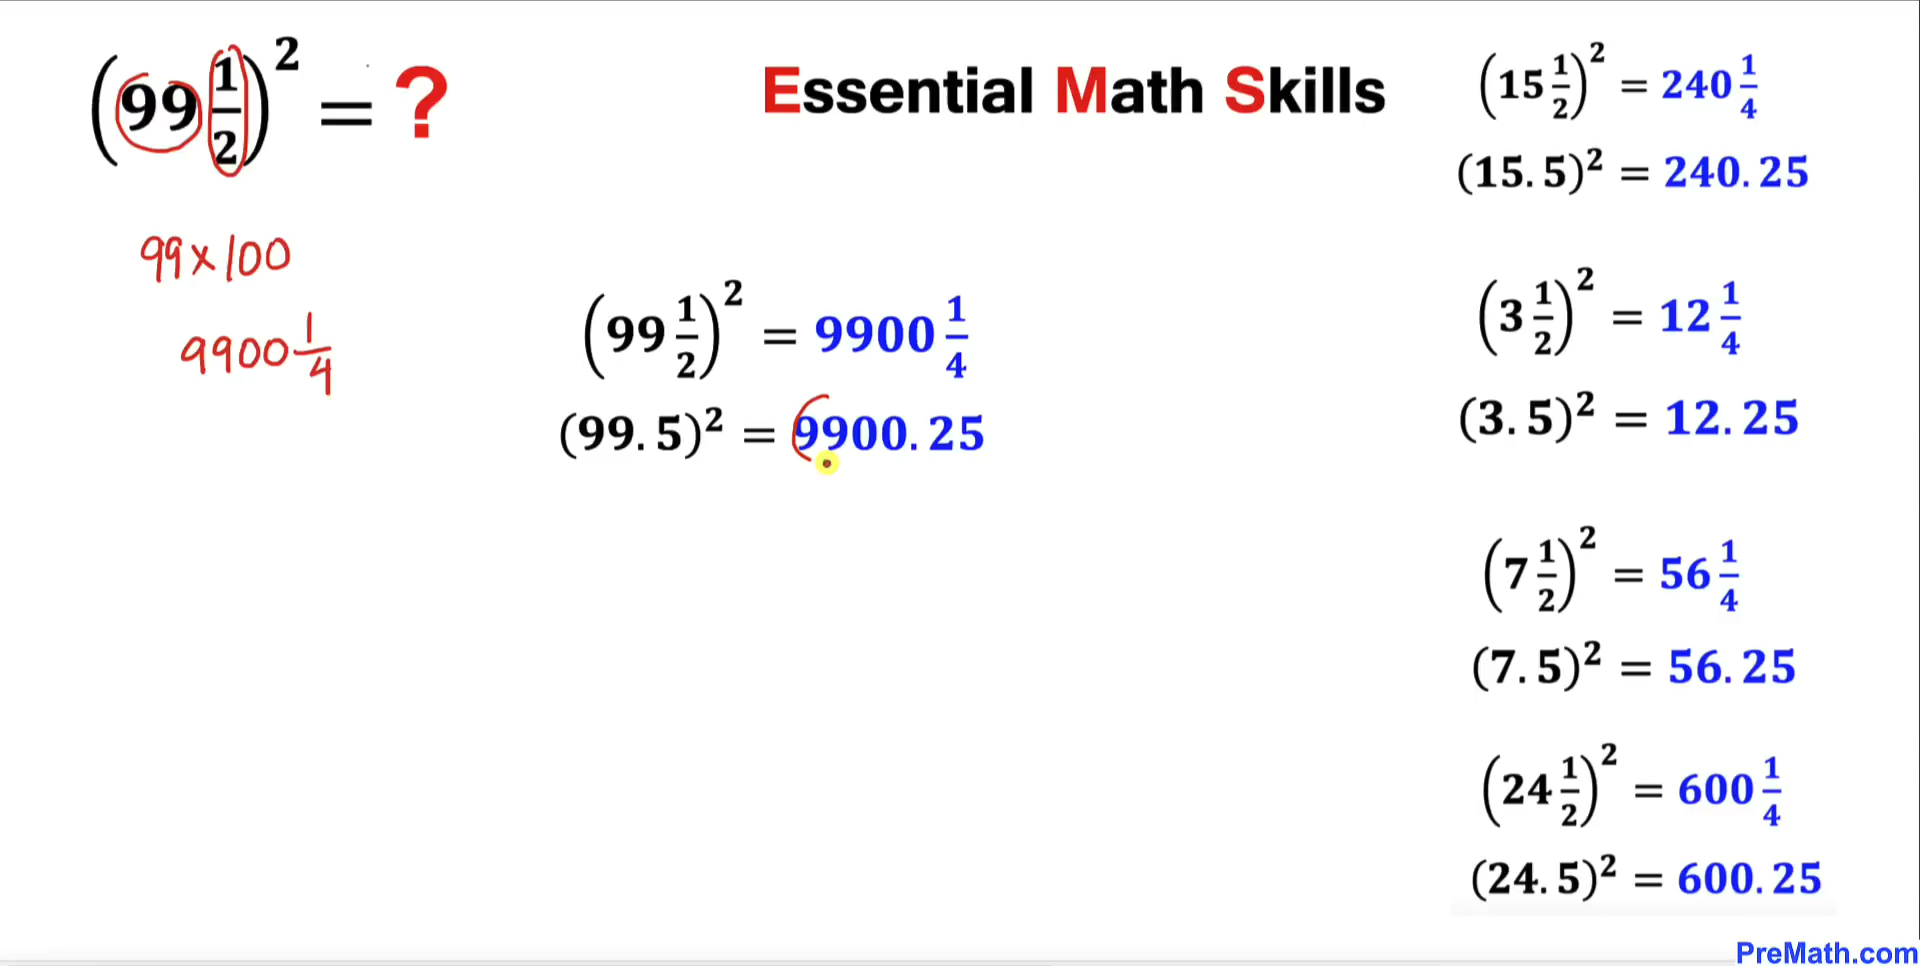 (99 1/2)² = ?
Essential Math Skills
99 × 100
9900 1/4
(99 1/2)² = 9900 1/4
(99.5)² = 9900.25
(15 1/2)² = 240 1/4
(15.5)² = 240.25
(3 1/2)² = 12 1/4
(3.5)² = 12.25
(7 1/2)² = 56 1/4
(7.5)² = 56.25
(24 1/2)² = 600 1/4
(24.5)² = 600.25
PreMath.com